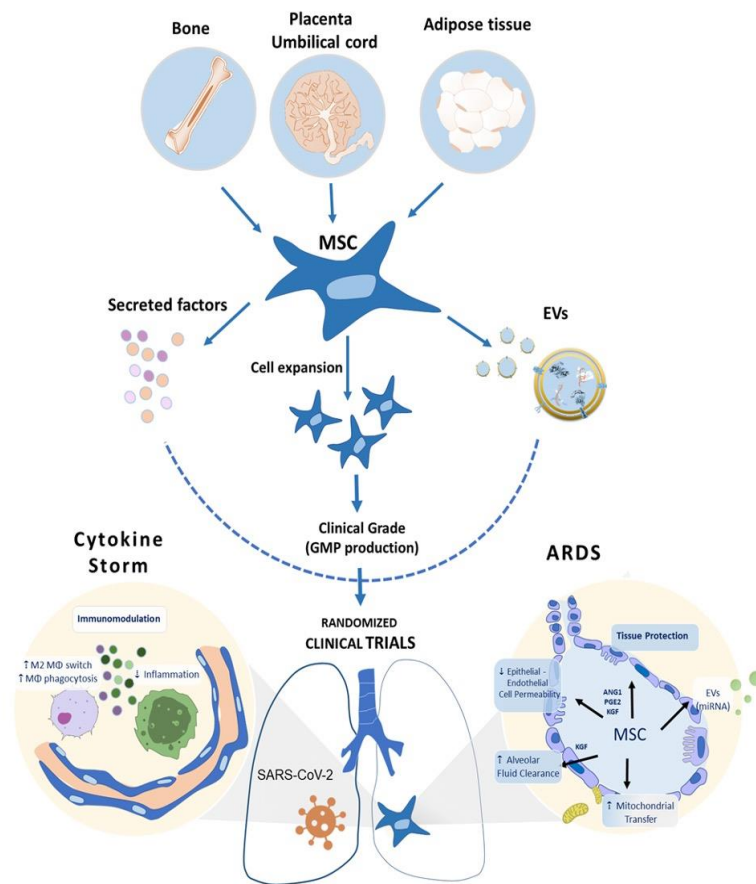 Bone
Placenta
Umbilical cord
Adipose tissue
MSC
Secreted factors
EVs
Cell expansion
Clinical Grade
(GMP production)
Cytokine
Storm
ARDS
RANDOMIZED
CLINICAL TRIALS
Immunomodulation
↑M2 MΦ switch
↑MΦ phagocytosis
↓ Inflammation
Tissue Protection
↓ Epithelial -
Endothelial
Cell Permeability
ANG1
PGE2
KGF
EVs
(miRNA)
MSC
KGF
↑ Alveolar
Fluid Clearance
↑ Mitochondrial
Transfer
SARS-CoV-2